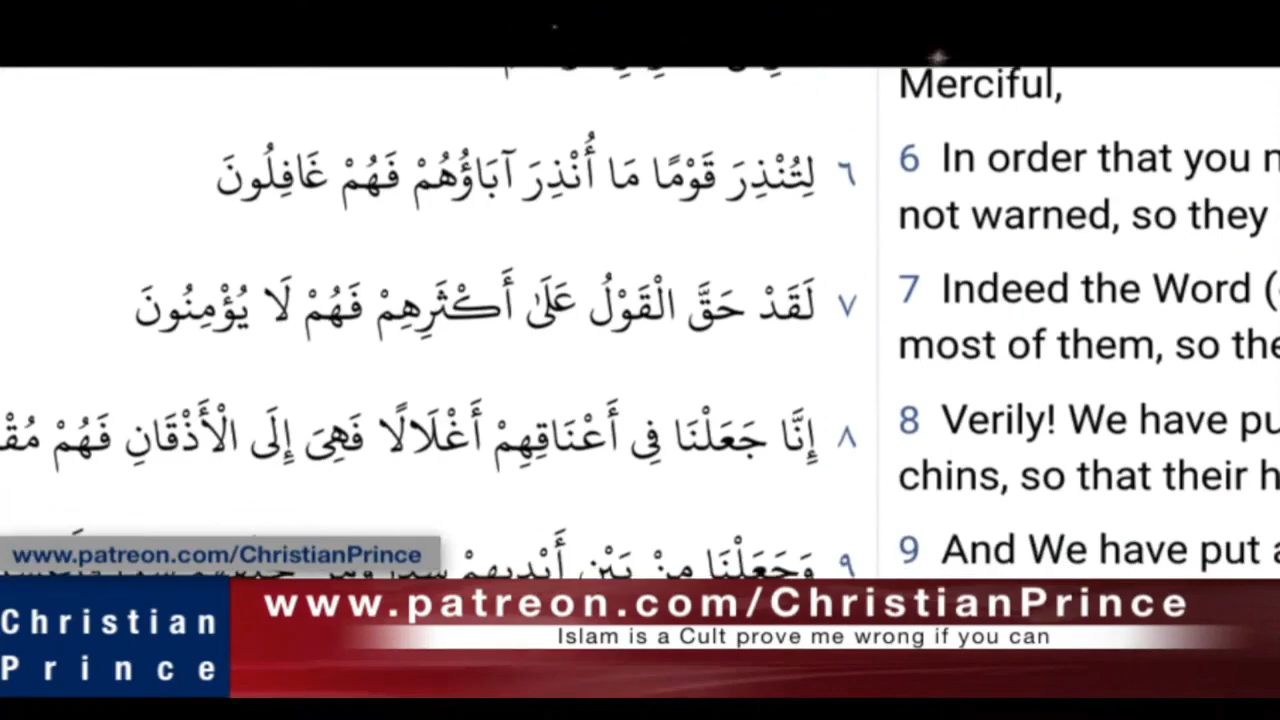 Merciful,
٦ لِتُنْذِرَ قَوْمًا مَا أُنْذِرَ آبَاؤُهُمْ فَهُمْ غَافِلُونَ
6 In order that you
not warned, so they
٧ لَقَدْ حَقَّ الْقَوْلُ عَلَىٰ أَكْثَرِهِمْ فَهُمْ لَا يُؤْمِنُونَ
7 Indeed the Word
most of them, so
٨ إِنَّا جَعَلْنَا فِي أَعْنَاقِهِمْ أَغْلَالًا فَهِيَ إِلَى الْأَذْقَانِ فَهُمْ
8 Verily! We have
chins, so that their
٩ وَجَعَلْنَا مِنْ بَيْنِ أَيْدِيهِمْ
9 And We have put
www.patreon.com/ChristianPrince
Christian
Prince
www.patreon.com/ChristianPrince
Islam is a Cult prove me wrong if you can